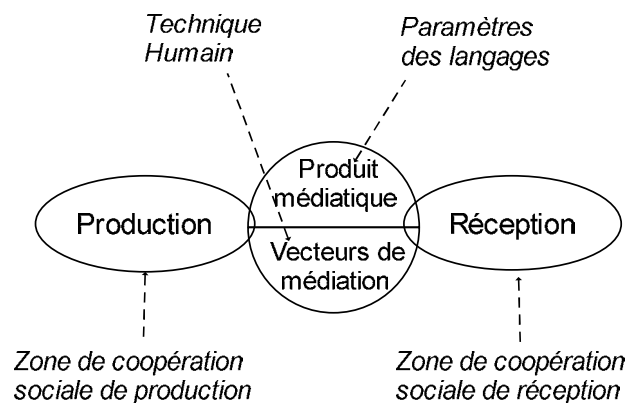 Technique
Humain
Paramètres
des langages
Produit
médiatique
Production
Réception
Vecteurs de
médiation
Zone de coopération
sociale de production
Zone de coopération
sociale de réception